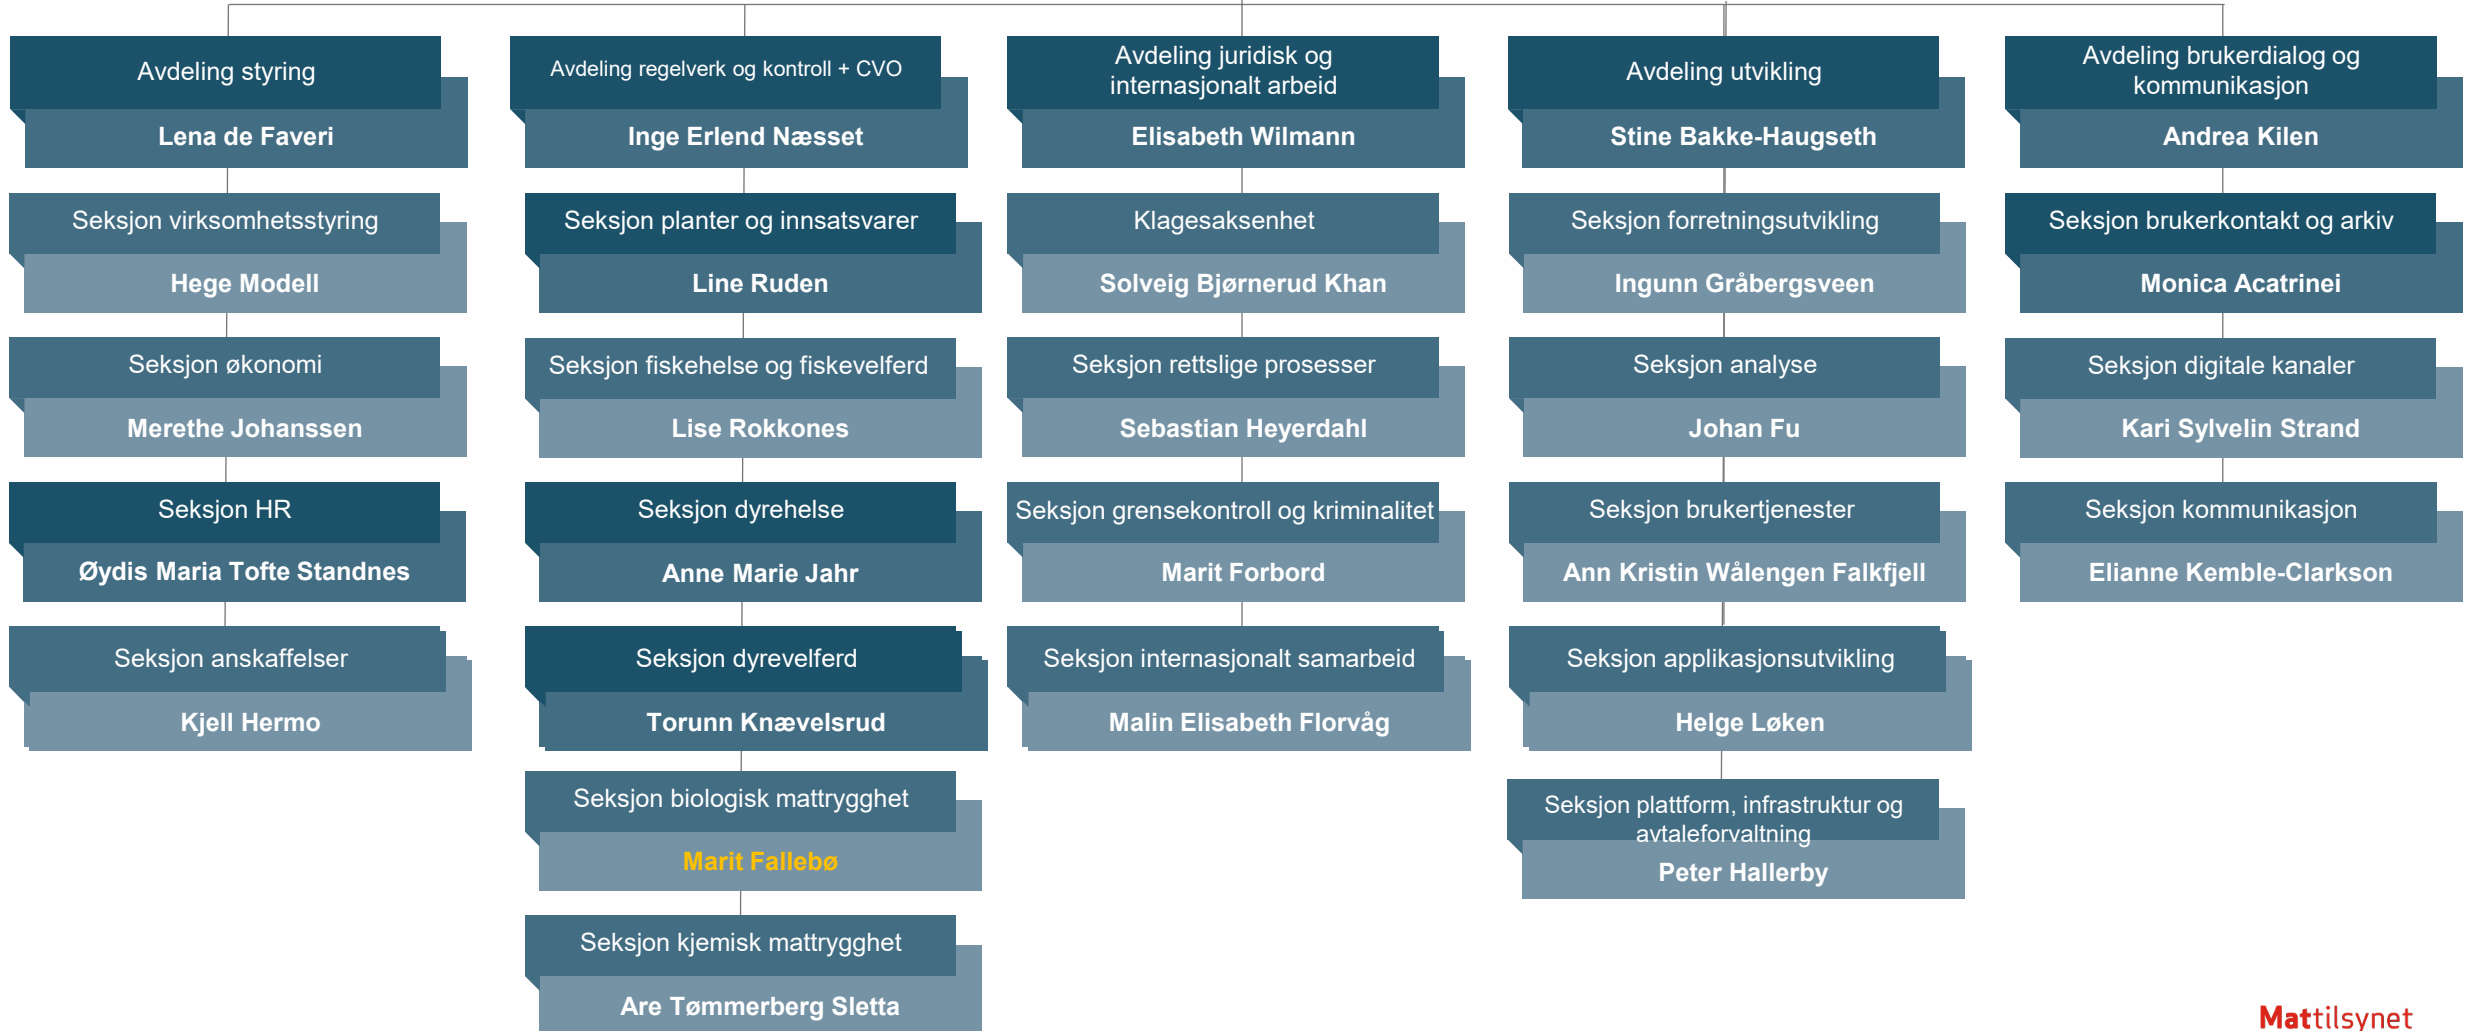 Avdeling styring
Lena de Faveri
Seksjon virksomhetsstyring
Hege Modell
Seksjon økonomi
Merethe Johanssen
Seksjon HR
Øydis Maria Tofte Standnes
Seksjon anskaffelser
Kjell Hermo
Avdeling regelverk og kontroll + CVO
Inge Erlend Næsset
Seksjon planter og innsatsvarer
Line Ruden
Seksjon fiskehelse og fiskevelferd
Lise Rokkones
Seksjon dyrehelse
Anne Marie Jahr
Seksjon dyrevelferd
Torunn Knævelsrud
Seksjon biologisk mattrygghet
Marit Fallebø
Seksjon kjemisk mattrygghet
Are Tømmerberg Sletta
Avdeling juridisk og
internasjonalt arbeid
Elisabeth Wilmann
Klagesaksenhet
Solveig Bjørnerud Khan
Seksjon rettslige prosesser
Sebastian Heyerdahl
Seksjon grensekontroll og kriminalitet
Marit Forbord
Seksjon internasjonalt samarbeid
Malin Elisabeth Florvåg
Avdeling utvikling
Stine Bakke-Haugseth
Seksjon forretningsutvikling
Ingunn Gråbergsveen
Seksjon analyse
Johan Fu
Seksjon brukertjenester
Ann Kristin Wålengen Falkfjell
Seksjon applikasjonsutvikling
Helge Løken
Seksjon plattform, infrastruktur og
avtaleforvaltning
Peter Hallerby
Avdeling brukerdialog og
kommunikasjon
Andrea Kilen
Seksjon brukerkontakt og arkiv
Monica Acatrinei
Seksjon digitale kanaler
Kari Sylvelin Strand
Seksjon kommunikasjon
Elianne Kemble-Clarkson
Mattilsynet